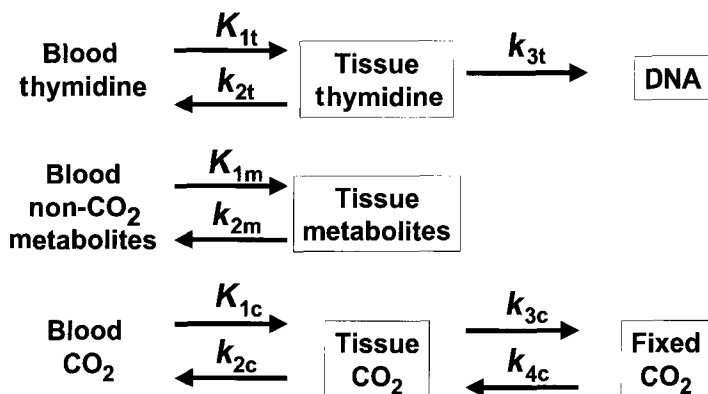 K1t
Blood
thymidine
k2t
Tissue
thymidine
k3t
DNA
Blood
non-CO2
metabolites
K1m
k2m
Tissue
metabolites
Blood
CO2
K1c
k2c
Tissue
CO2
k3c
k4c
Fixed
CO2